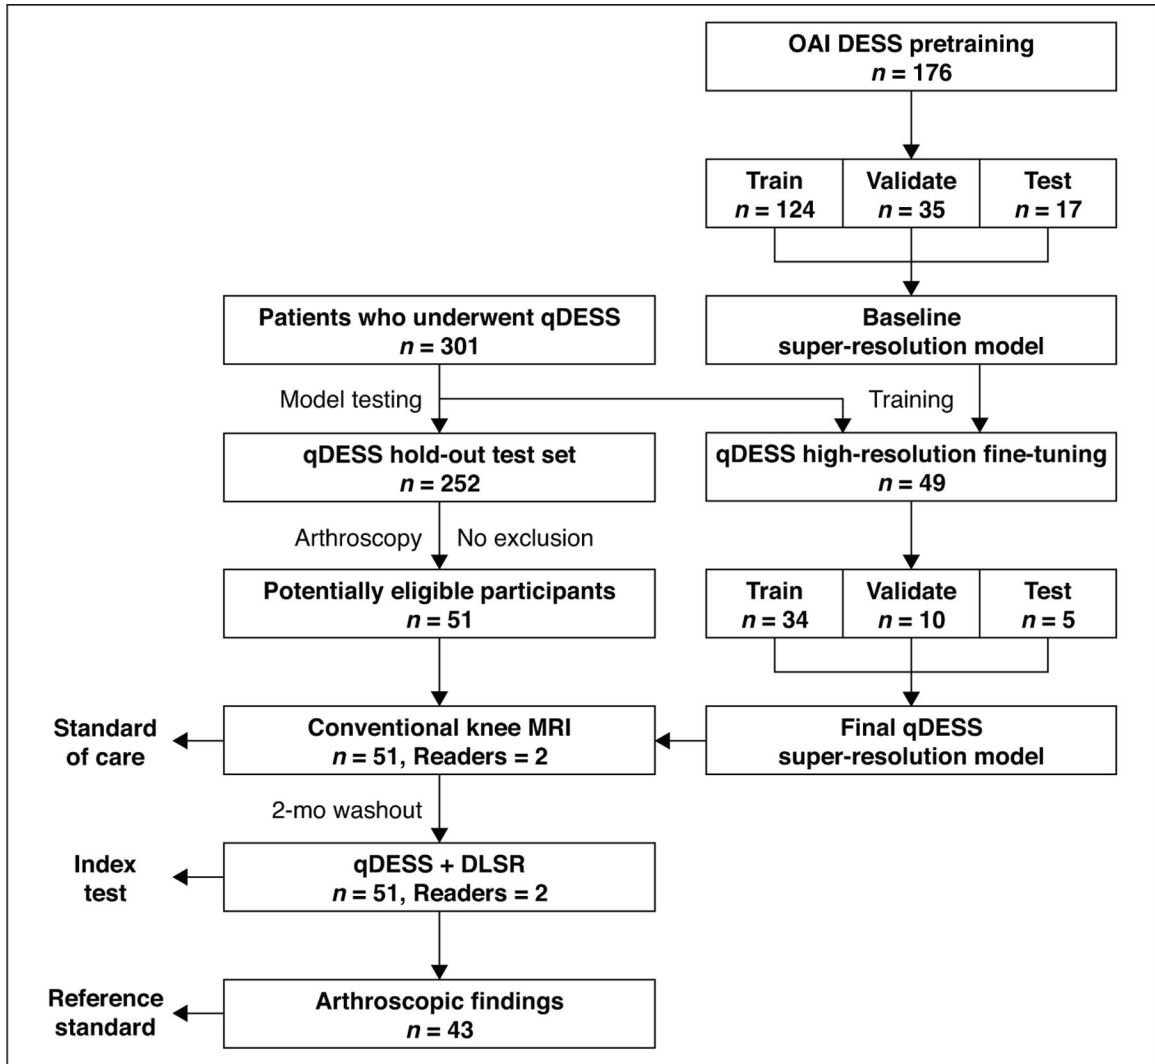 OAI DESS pretraining
n = 176
Train
n = 124
Validate
n = 35
Test
n = 17
Patients who underwent qDESS
n = 301
Baseline
super-resolution model
Model testing
Training
qDESS hold-out test set
n = 252
qDESS high-resolution fine-tuning
n = 49
Arthroscopy
No exclusion
Potentially eligible participants
n = 51
Train
n = 34
Validate
n = 10
Test
n = 5
Standard
of care
Conventional knee MRI
n = 51, Readers = 2
Final qDESS
super-resolution model
2-mo washout
Index
test
qDESS + DLSR
n = 51, Readers = 2
Reference
standard
Arthroscopic findings
n = 43